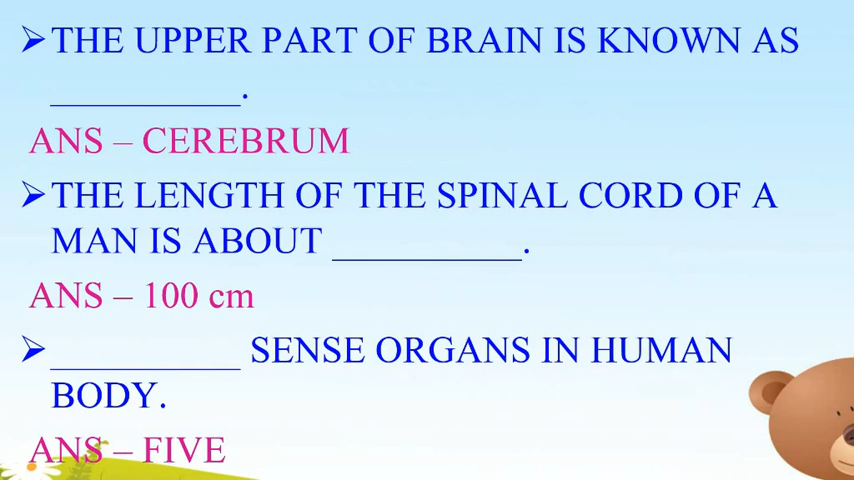 ➢THE UPPER PART OF BRAIN IS KNOWN AS
__________.
ANS – CEREBRUM
➢THE LENGTH OF THE SPINAL CORD OF A
MAN IS ABOUT __________.
ANS – 100 cm
➢__________ SENSE ORGANS IN HUMAN
BODY.
ANS – FIVE